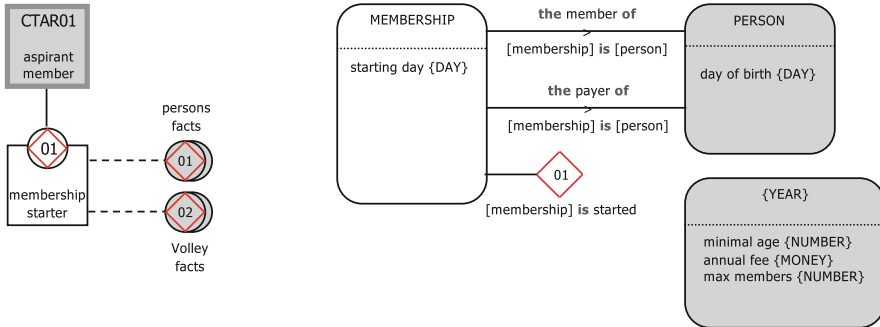 CTAR01
aspirant
member
01
membership
starter
persons
facts
01
02
Volley
facts
MEMBERSHIP
starting day {DAY}
the member of
[membership] is [person]
the payer of
[membership] is [person]
01
[membership] is started
PERSON
day of birth {DAY}
{YEAR}
minimal age {NUMBER}
annual fee {MONEY}
max members {NUMBER}